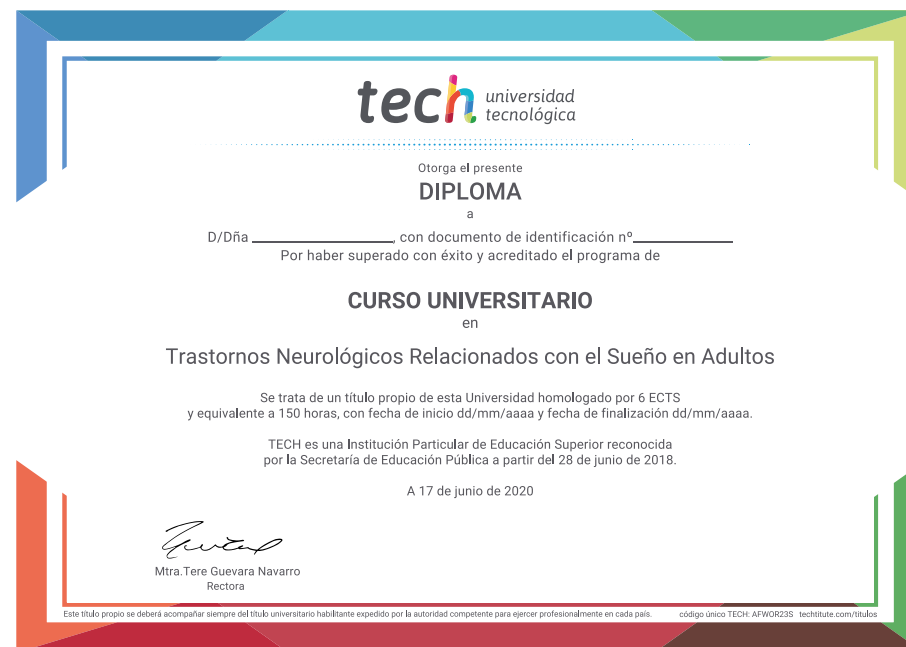 tech universidad
tecnológica
Otorga el presente
DIPLOMA
a
D/Dña ____________________, con documento de identificación nº______________
Por haber superado con éxito y acreditado el programa de
CURSO UNIVERSITARIO
en
Trastornos Neurológicos Relacionados con el Sueño en Adultos
Se trata de un título propio de esta Universidad homologado por 6 ECTS
y equivalente a 150 horas, con fecha de inicio dd/mm/aaaa y fecha de finalización dd/mm/aaaa.
TECH es una Institución Particular de Educación Superior reconocida
por la Secretaría de Educación Pública a partir del 28 de junio de 2018.
A 17 de junio de 2020
Mtra.Tere Guevara Navarro
Rectora
Este título propio se deberá acompañar siempre del título universitario habilitante expedido por la autoridad competente para ejercer profesionalmente en cada país. código único TECH: AFWOR23S techtitute.com/titulos